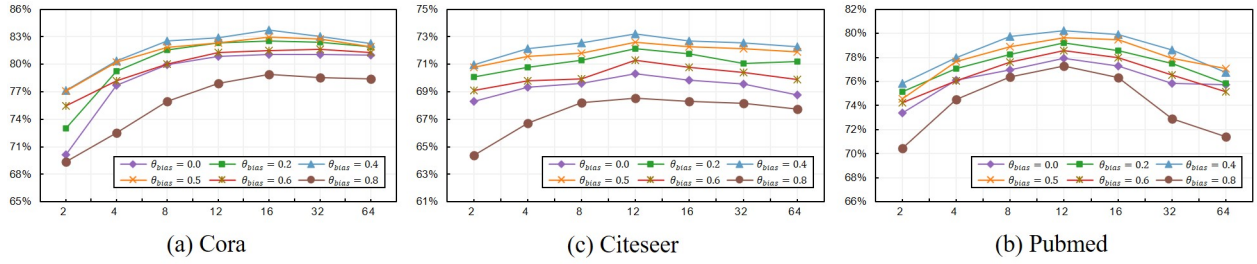 86%
83%
80%
77%
74%
71%
68%
65%
2 4 8 12 16 32 64
θbias = 0.0 θbias = 0.2 θbias = 0.4
θbias = 0.5 θbias = 0.6 θbias = 0.8
(a) Cora
75%
73%
71%
69%
67%
65%
63%
61%
2 4 8 12 16 32 64
θbias = 0.0 θbias = 0.2 θbias = 0.4
θbias = 0.5 θbias = 0.6 θbias = 0.8
(c) Citeseer
82%
80%
78%
76%
74%
72%
70%
68%
66%
2 4 8 12 16 32 64
θbias = 0.0 θbias = 0.2 θbias = 0.4
θbias = 0.5 θbias = 0.6 θbias = 0.8
(b) Pubmed